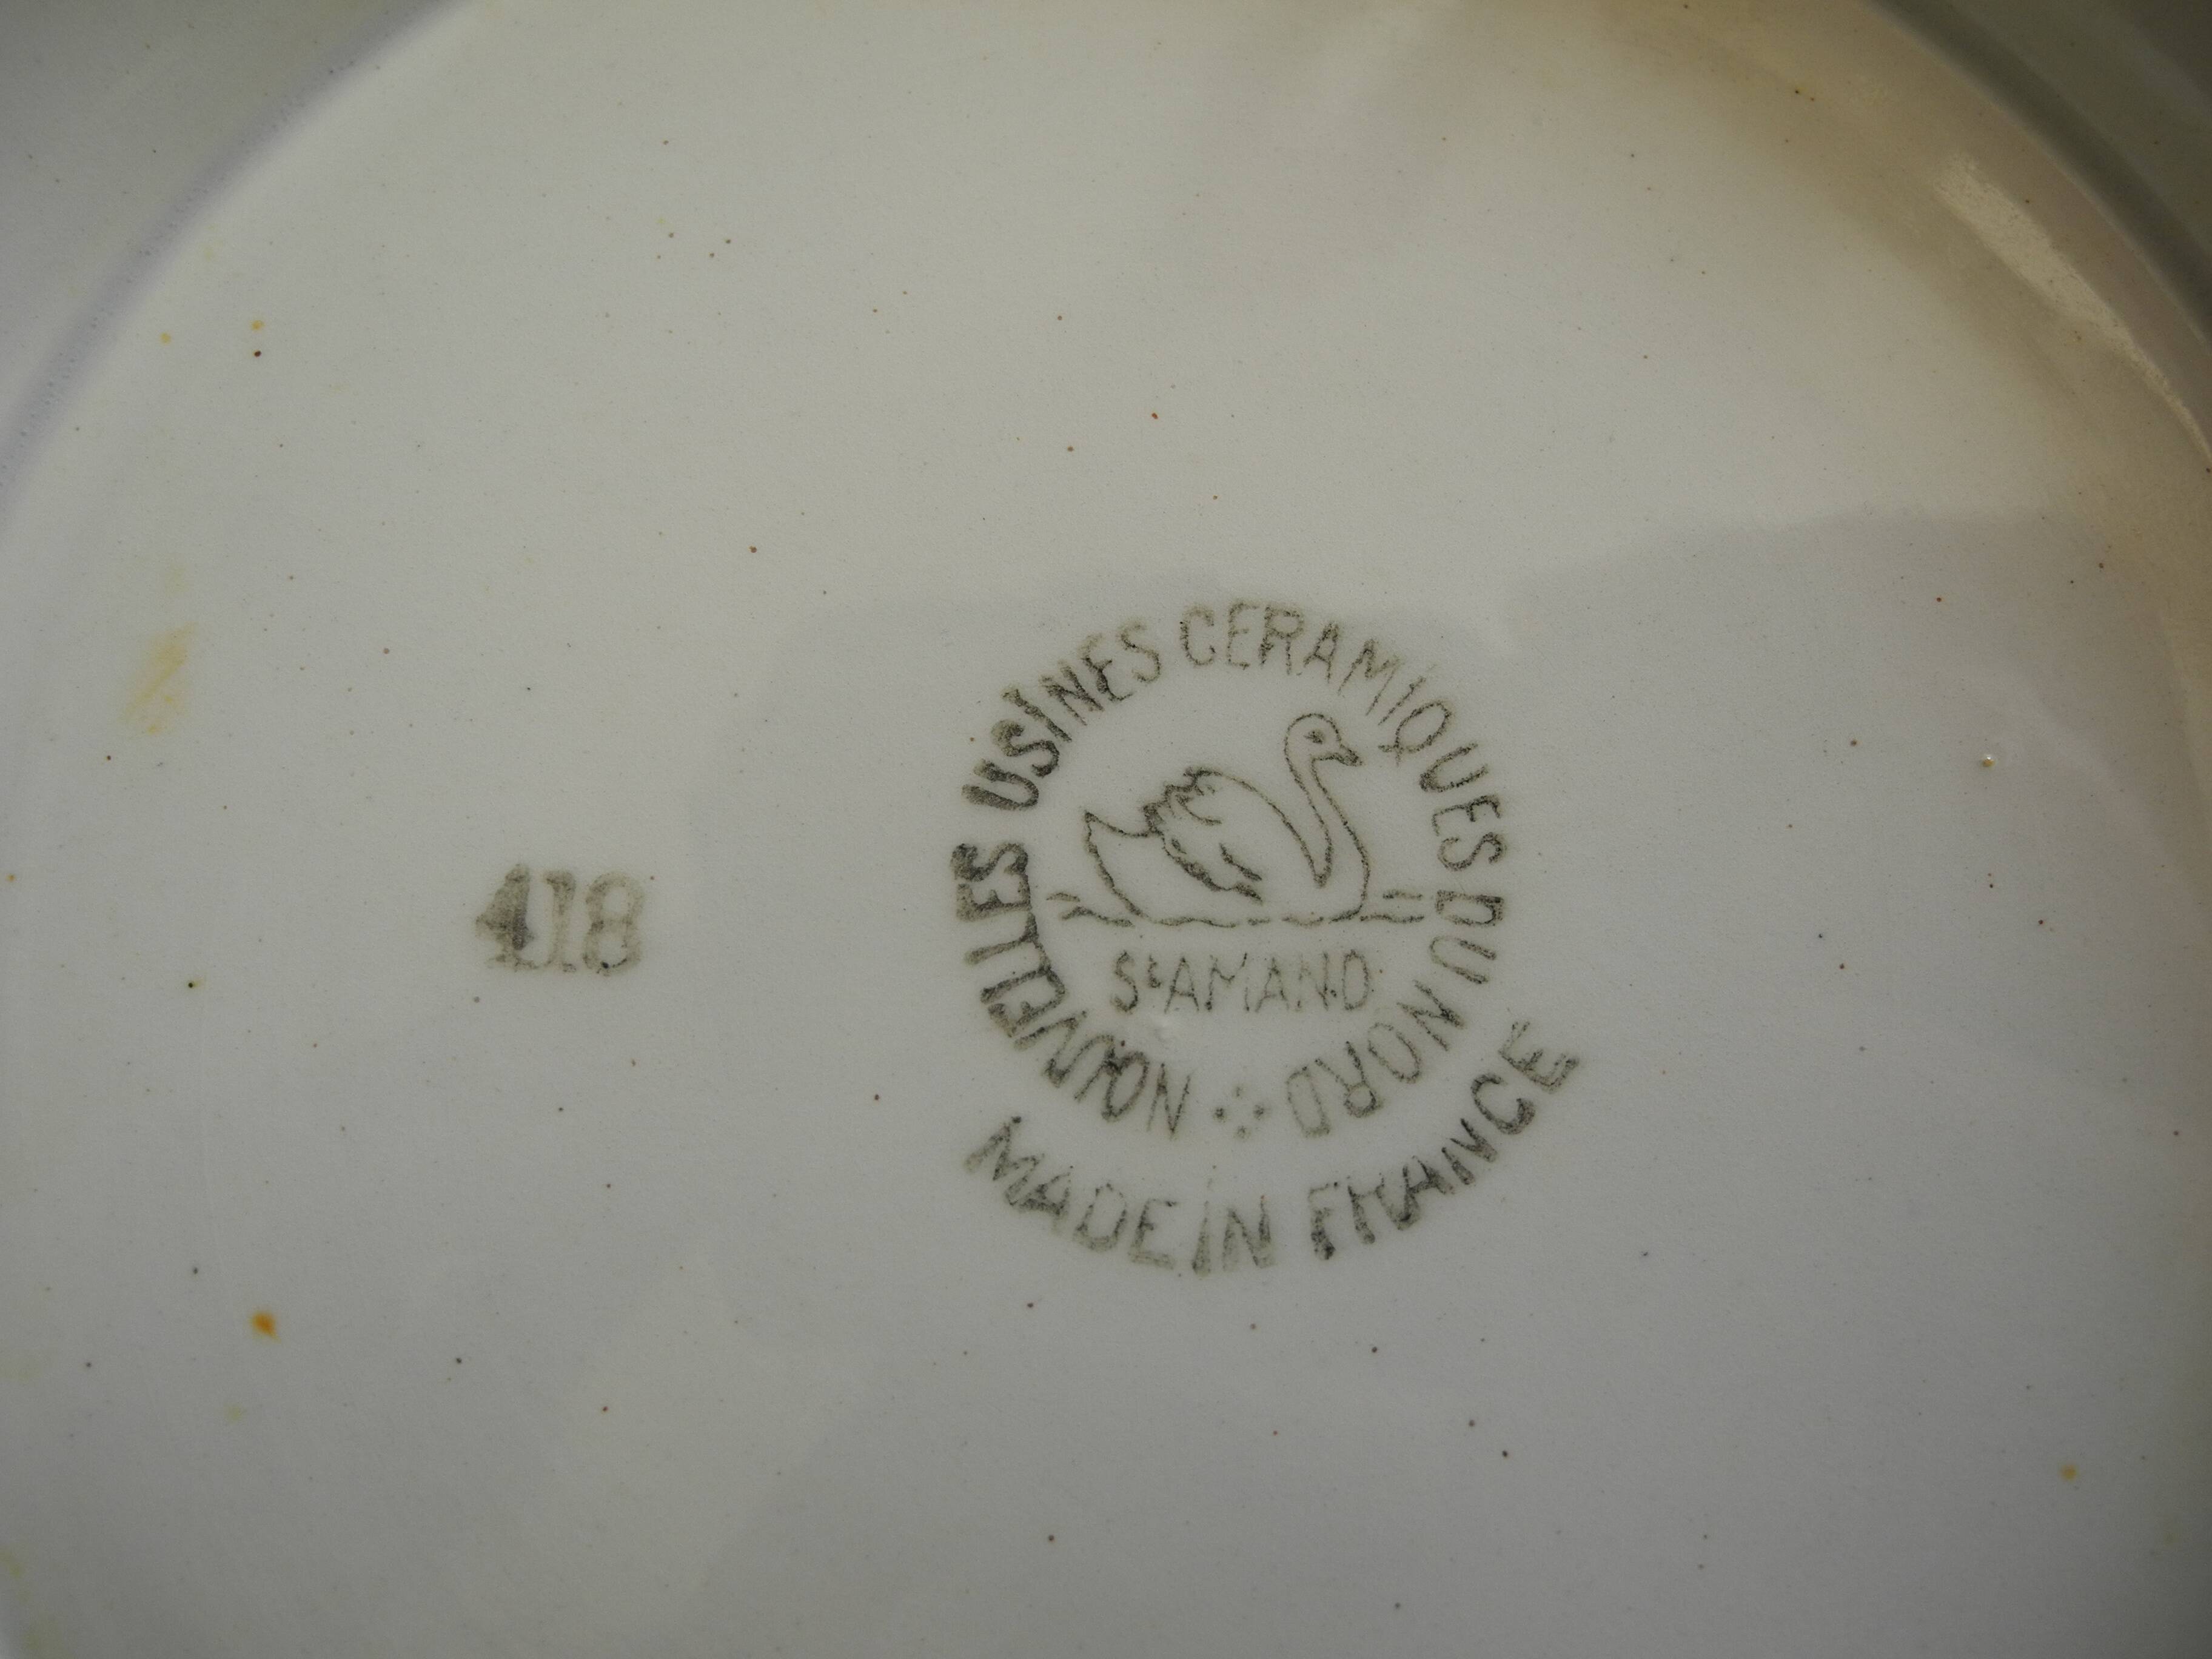 418
NOUVELLES USINES CERAMIQUES DU NORD
St AMAND
MADE IN FRANCE